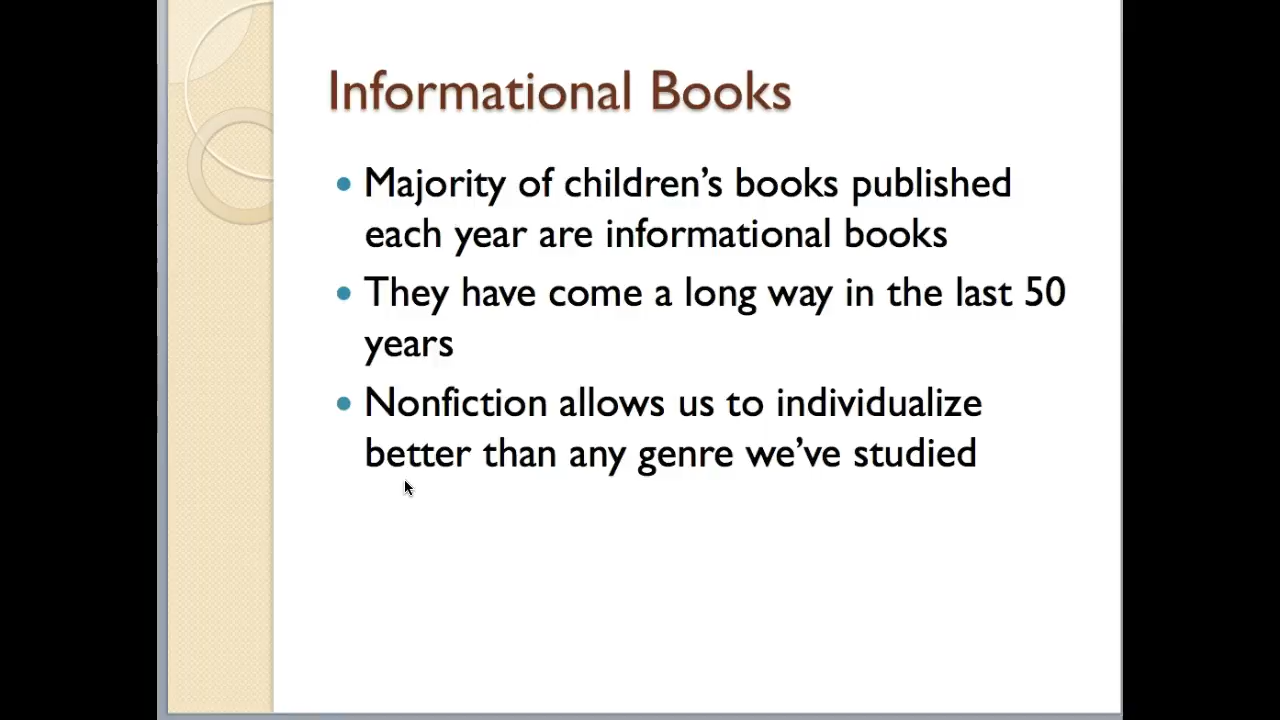 Informational Books
• Majority of children’s books published
each year are informational books
• They have come a long way in the last 50
years
• Nonfiction allows us to individualize
better than any genre we’ve studied